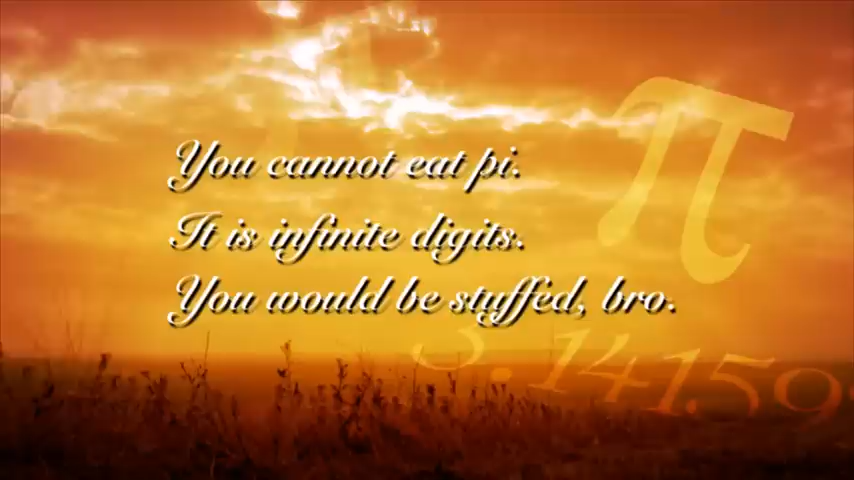 You cannot eat pi.
It is infinite digits.
You would be stuffed, bro.
π
3.14159